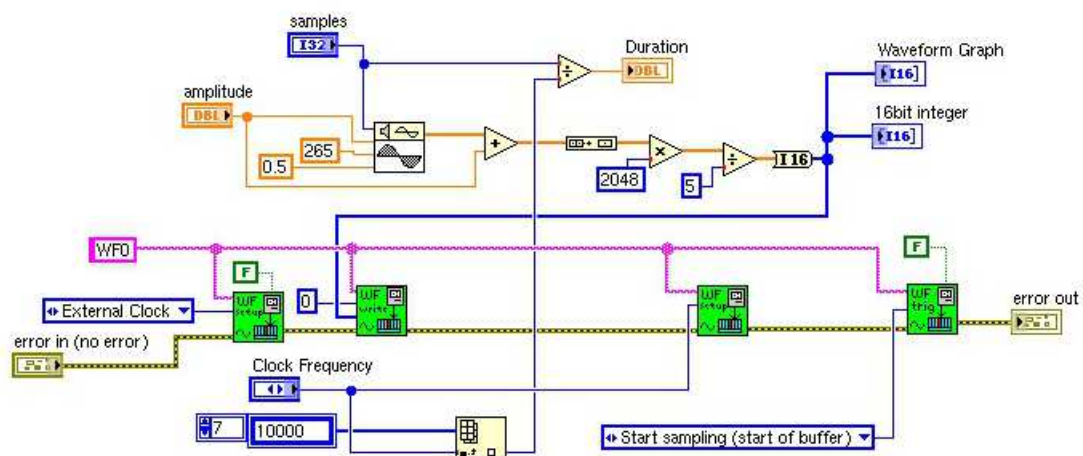 samples
I32
Duration
DBL
Waveform Graph
[I16]
amplitude
DBL
16bit integer
[I16]
265
0.5
+
÷
×
÷
I16
2048
5
WF0
F
F
WF
setup
0
WF
write
WF
setup
WF
trig
External Clock
error in (no error)
error out
Clock Frequency
7
10000
Start sampling (start of buffer)